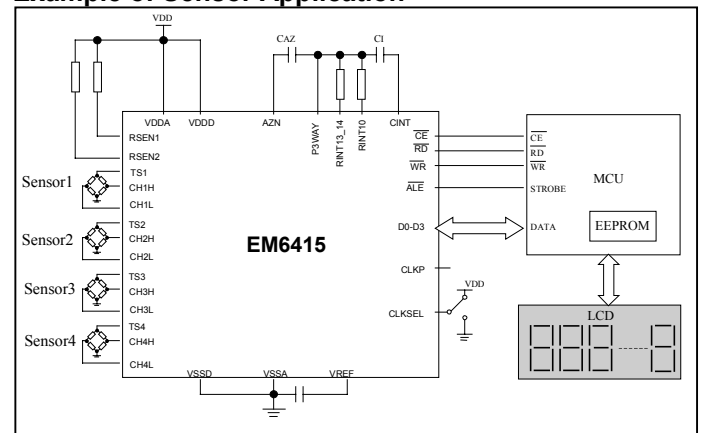 Example of Sensor Application
VDD
CAZ
CI
VDDA
VDDD
AZN
P3WAY
RINT13_14
RINT10
CINT
RSEN1
RSEN2
Sensor1
TS1
CH1H
CH1L
Sensor2
TS2
CH2H
CH2L
Sensor3
TS3
CH3H
CH3L
Sensor4
TS4
CH4H
CH4L
EM6415
CE
RD
WR
ALE
D0-D3
CLKP
CLKSEL
VDD
VSSD
VSSA
VREF
CE
RD
WR
STROBE
DATA
MCU
EEPROM
LCD